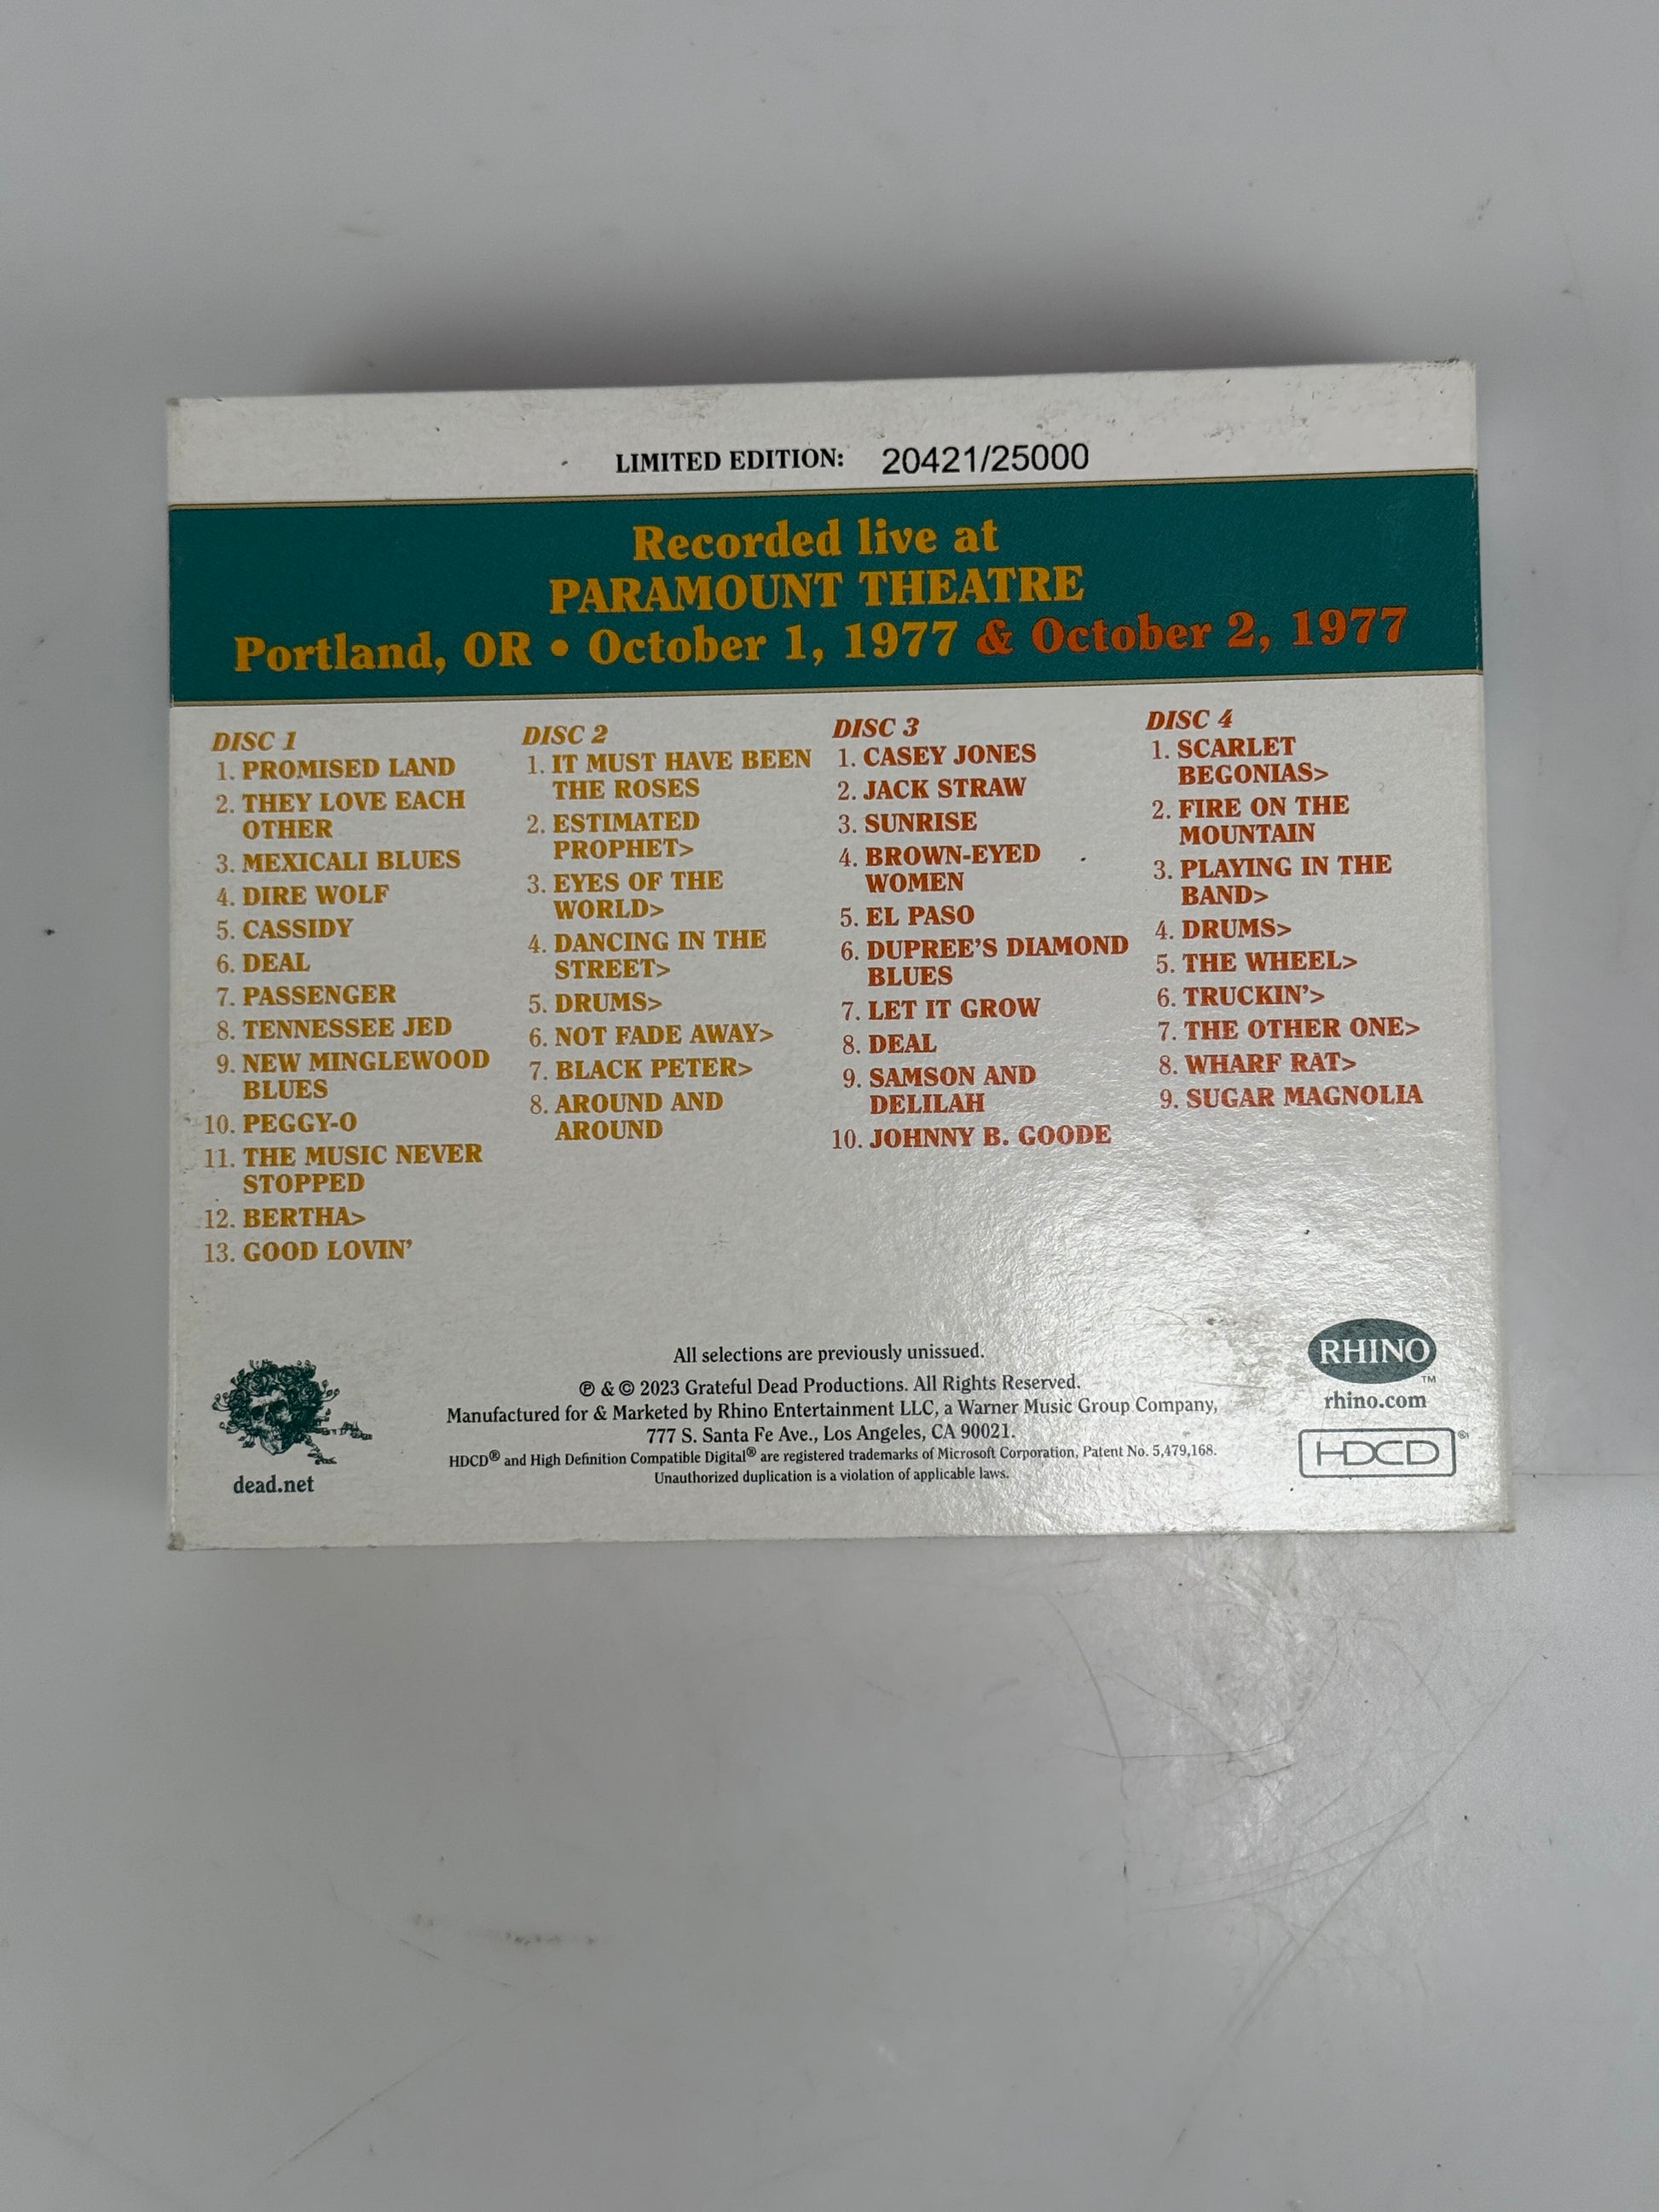 LIMITED EDITION: 20421/25000
Recorded live at
PARAMOUNT THEATRE
Portland, OR • October 1, 1977 & October 2, 1977
DISC 1
1. PROMISED LAND
2. THEY LOVE EACH
OTHER
3. MEXICALI BLUES
4. DIRE WOLF
5. CASSIDY
6. DEAL
7. PASSENGER
8. TENNESSEE JED
9. NEW MINGLEWOOD
BLUES
10. PEGGY-O
11. THE MUSIC NEVER
STOPPED
12. BERTHA>
13. GOOD LOVIN'
DISC 2
1. IT MUST HAVE BEEN
THE ROSES
2. ESTIMATED
PROPHET>
3. EYES OF THE
WORLD>
4. DANCING IN THE
STREET>
5. DRUMS>
6. NOT FADE AWAY>
7. BLACK PETER>
8. AROUND AND
AROUND
DISC 3
1. CASEY JONES
2. JACK STRAW
3. SUNRISE
4. BROWN-EYED
WOMEN
5. EL PASO
6. DUPREE'S DIAMOND
BLUES
7. LET IT GROW
8. DEAL
9. SAMSON AND
DELILAH
10. JOHNNY B. GOODE
DISC 4
1. SCARLET
BEGONIAS>
2. FIRE ON THE
MOUNTAIN
3. PLAYING IN THE
BAND>
4. DRUMS>
5. THE WHEEL>
6. TRUCKIN'>
7. THE OTHER ONE>
8. WHARF RAT>
9. SUGAR MAGNOLIA
dead.net
All selections are previously unissued.
℗ & © 2023 Grateful Dead Productions. All Rights Reserved.
Manufactured for & Marketed by Rhino Entertainment LLC, a Warner Music Group Company,
777 S. Santa Fe Ave., Los Angeles, CA 90021.
HDCD® and High Definition Compatible Digital® are registered trademarks of Microsoft Corporation, Patent No. 5,479,168.
Unauthorized duplication is a violation of applicable laws.
RHINO™
rhino.com
HDCD®